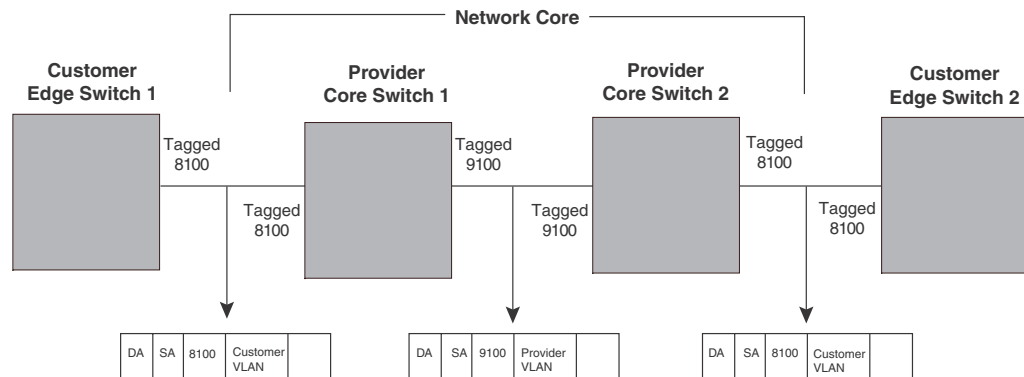 Network Core
Customer
Edge Switch 1
Provider
Core Switch 1
Provider
Core Switch 2
Customer
Edge Switch 2
Tagged
8100
Tagged
9100
Tagged
8100
Tagged
8100
Tagged
9100
Tagged
8100
DA SA 8100 Customer
VLAN
DA SA 9100 Provider
VLAN
DA SA 8100 Customer
VLAN